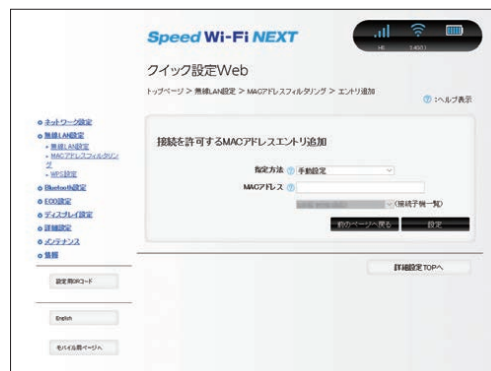 Speed Wi-Fi NEXT
クイック設定Web
トップページ > 無線LAN設定 > MACアドレスフィルタリング > エントリ追加
:ヘルプ表示
ネットワーク設定
無線LAN設定
無線LAN設定
MACアドレスフィルタリン
グ
WPS設定
Bluetooth設定
ECO設定
ディスプレイ設定
詳細設定
メンテナンス
情報
設定用QRコード
English
モバイル用ページへ
接続を許可するMACアドレスエントリ追加
指定方法 手動設定
MACアドレス
(接続子機一覧)
前のページへ戻る 設定
詳細設定TOPへ